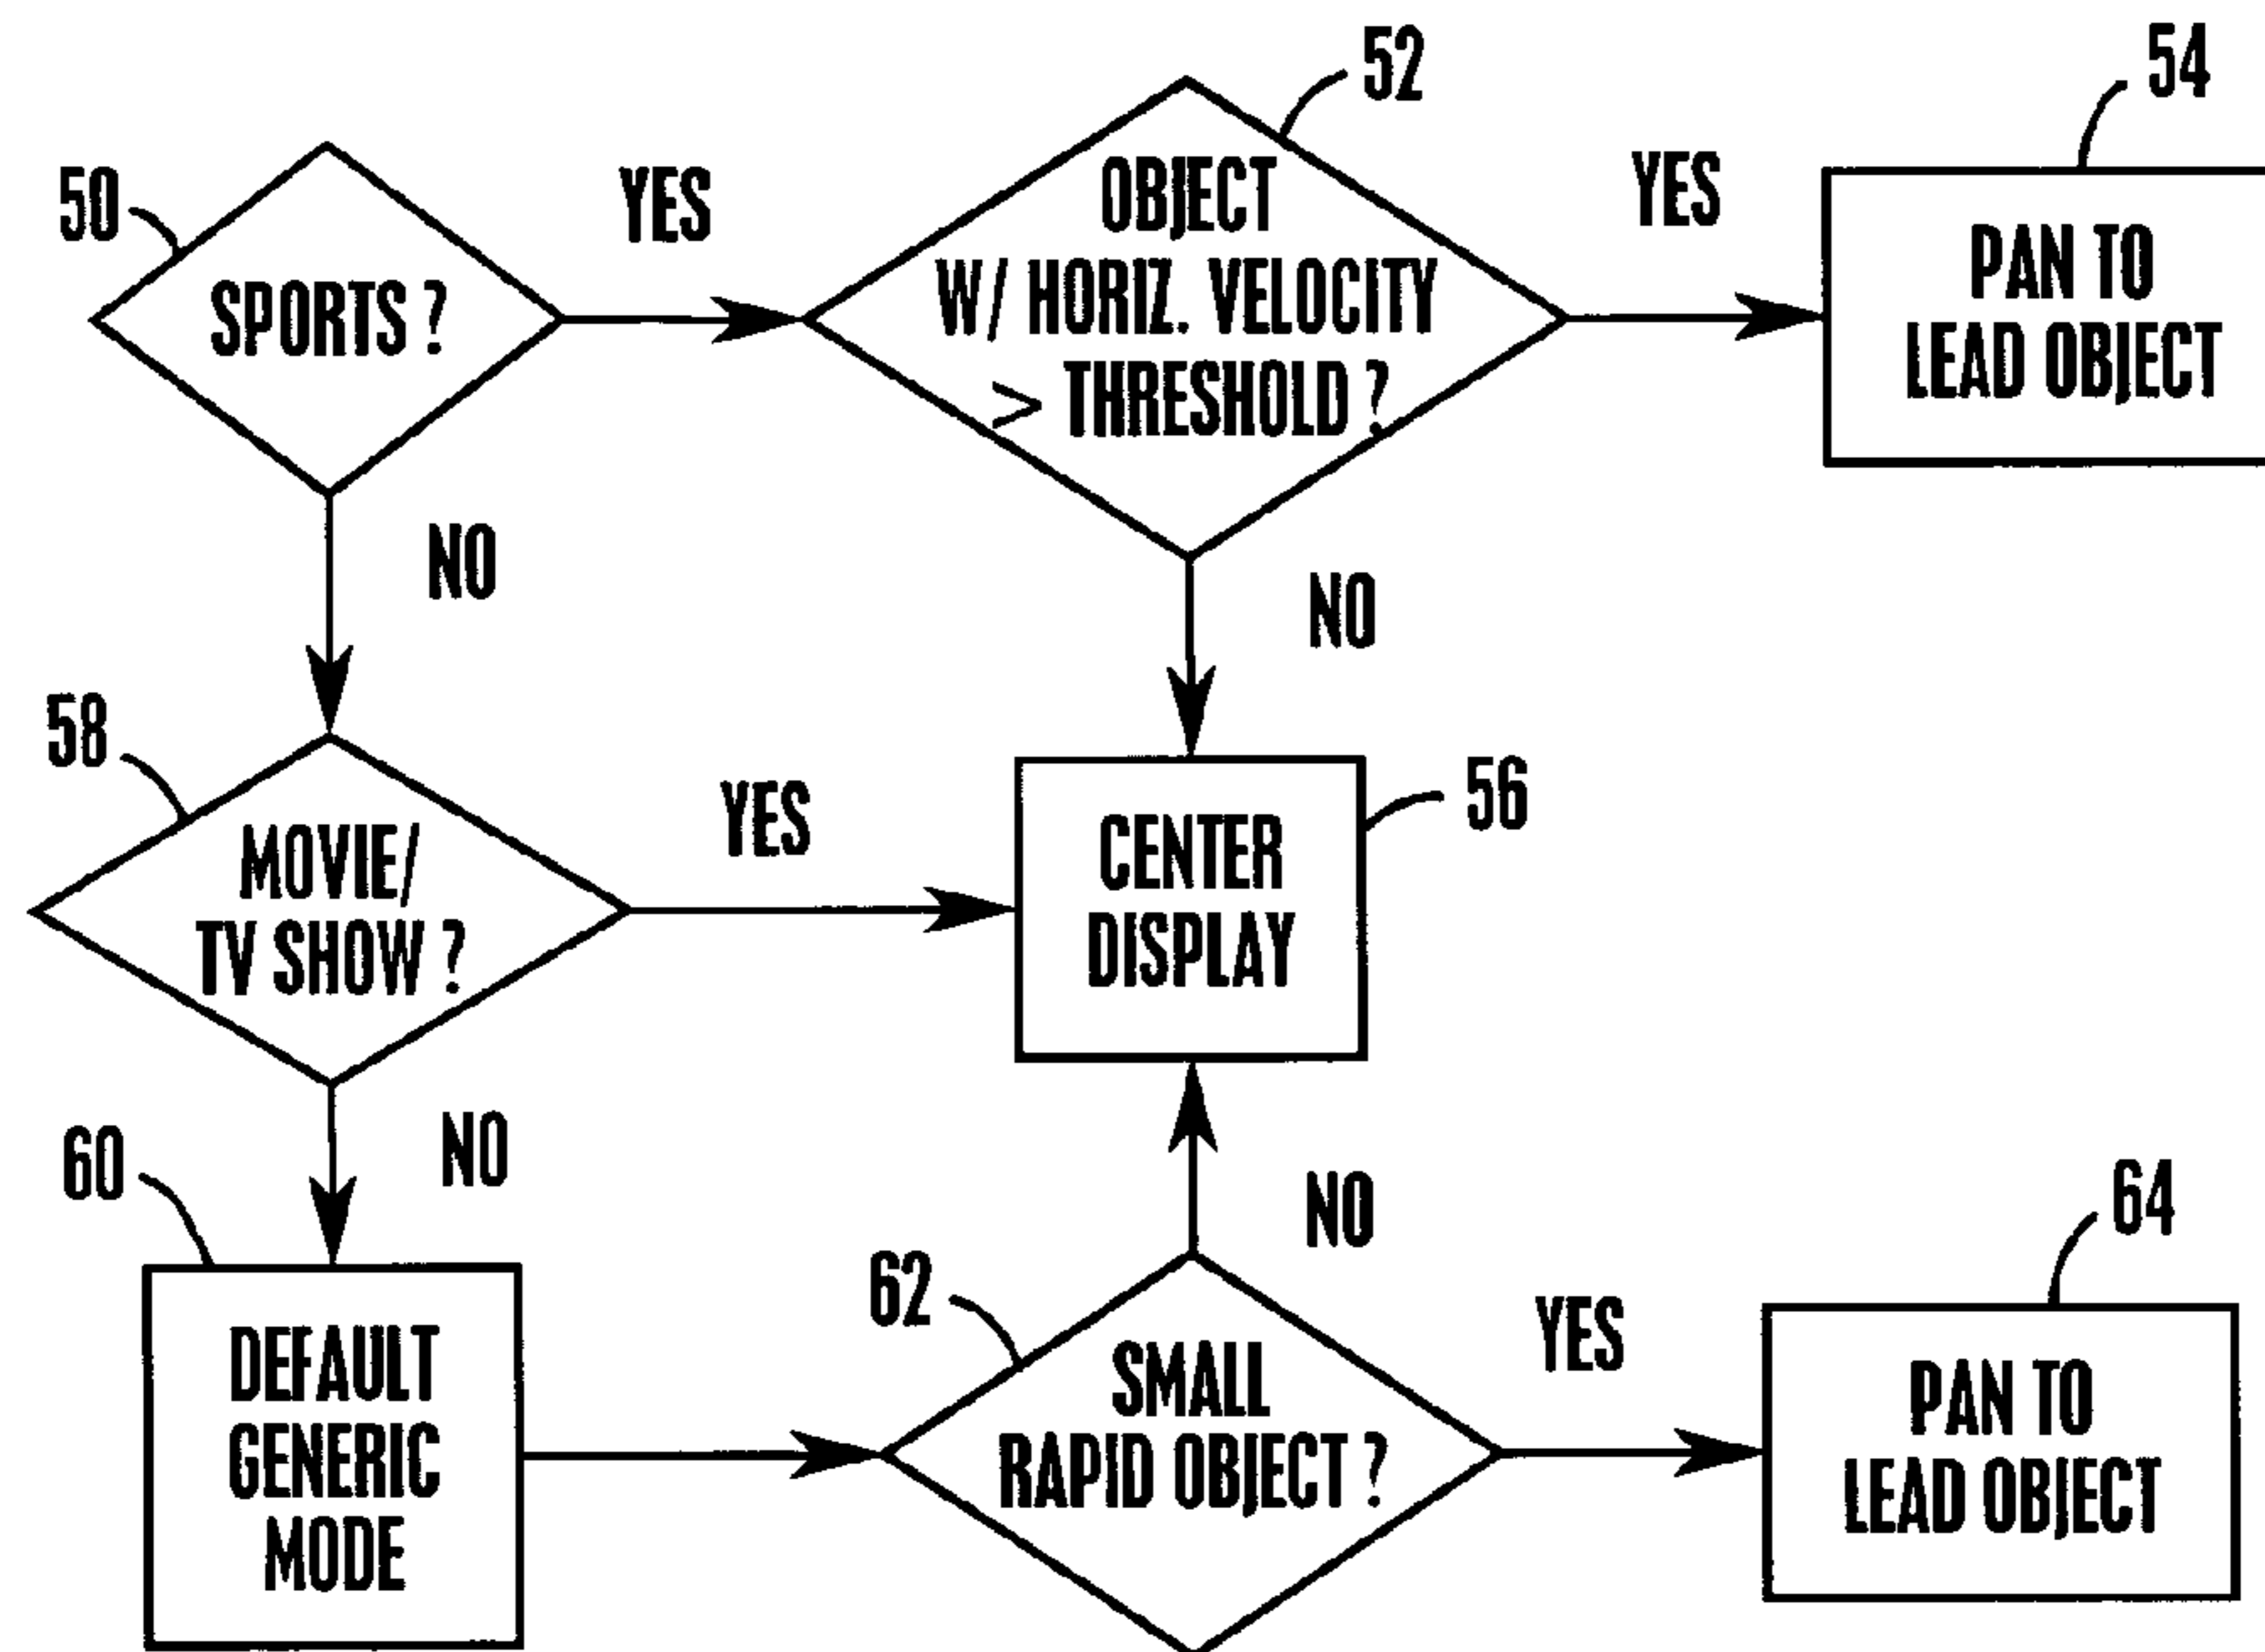 50
SPORTS ?
YES
52
OBJECT
W/ HORIZ. VELOCITY
> THRESHOLD ?
YES
54
PAN TO
LEAD OBJECT
NO
NO
58
MOVIE/
TV SHOW ?
YES
CENTER
DISPLAY
56
NO
60
DEFAULT
GENERIC
MODE
NO
62
SMALL
RAPID OBJECT ?
YES
64
PAN TO
LEAD OBJECT